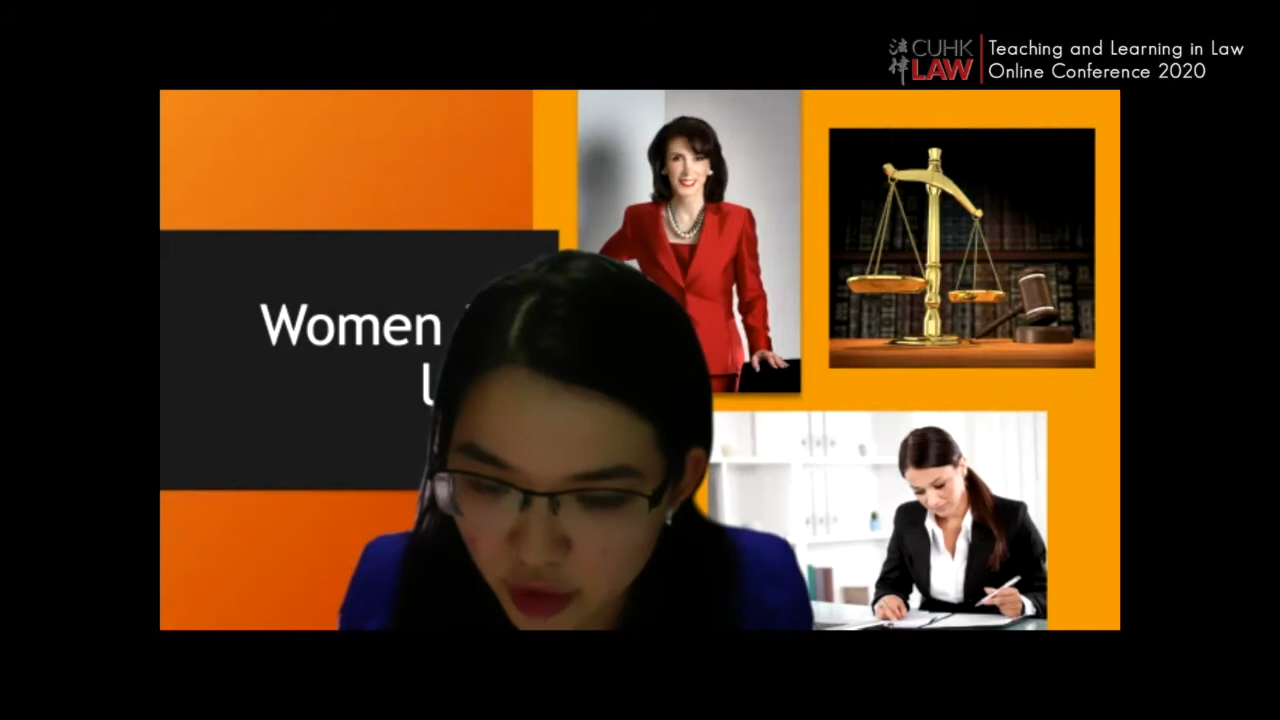 法律
CUHK
LAW
Teaching and Learning in Law
Online Conference 2020
Women